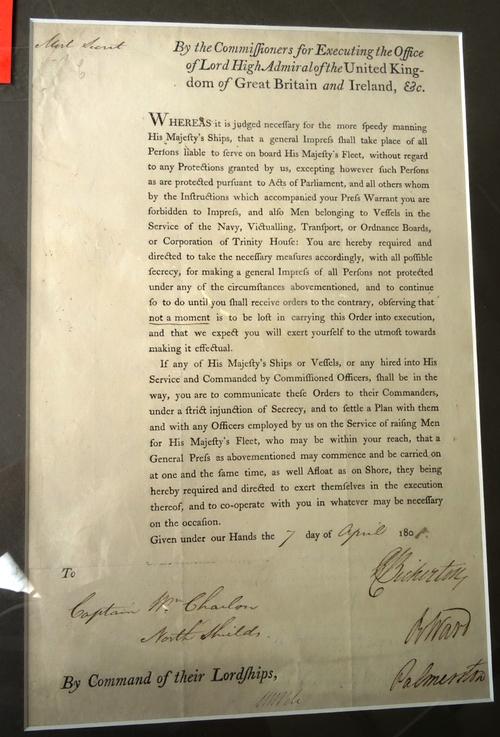 Most Secret
By the Commiſſioners for Executing the Office
of Lord High Admiral of the United King-
dom of Great Britain and Ireland, &c.
WHEREAS it is judged neceſſary for the more ſpeedy manning
His Majeſty's Ships, that a general Impreſs ſhall take place of all
Perſons liable to ſerve on board His Majeſty's Fleet, without regard
to any Protections granted by us, excepting however ſuch Perſons
as are protected purſuant to Acts of Parliament, and all others whom
by the Inſtructions which accompanied your Preſs Warrant you are
forbidden to Impreſs, and alſo Men belonging to Veſſels in the
Service of the Navy, Victualling, Tranſport, or Ordnance Boards,
or Corporation of Trinity Houſe: You are hereby required and
directed to take the neceſſary meaſures accordingly, with all poſſible
ſecrecy, for making a general Impreſs of all Perſons not protected
under any of the circumſtances abovementioned, and to continue
ſo to do until you ſhall receive orders to the contrary, obſerving that
not a moment is to be loſt in carrying this Order into execution,
and that we expect you will exert yourſelf to the utmoſt towards
making it effectual.
If any of His Majeſty's Ships or Veſſels, or any hired into His
Service and Commanded by Commiſſioned Officers, ſhall be in the
way, you are to communicate theſe Orders to their Commanders,
under a ſtrict injunction of Secrecy, and to ſettle a Plan with them
and with any Officers employed by us on the Service of raiſing Men
for His Majeſty's Fleet, who may be within your reach, that a
General Preſs as abovementioned may commence and be carried on
at one and the ſame time, as well Afloat as on Shore, they being
hereby required and directed to exert themſelves in the execution
thereof, and to co-operate with you in whatever may be neceſſary
on the occaſion.
Given under our Hands the 7 day of April 180
To
R Bickerton
Captain Wm Charlon
North Shields.
Ward
By Command of their Lordſhips,
Palmerston